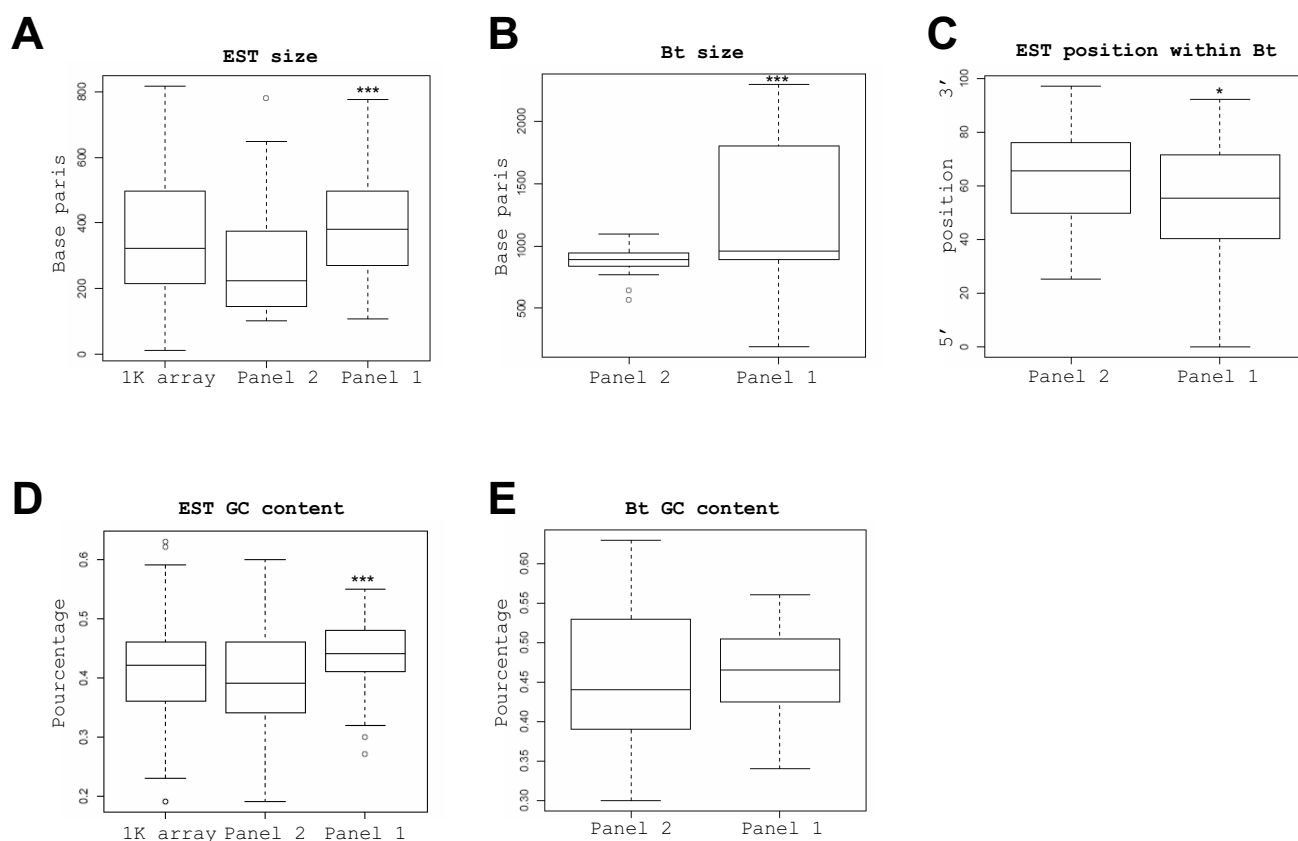 A
EST size
***
Base paris
0
200
400
600
800
1K array Panel 2 Panel 1
B
Bt size
***
Base paris
500
1000
1500
2000
Panel 2 Panel 1
C
EST position within Bt
*
5' position 3'
0
20
40
60
80
100
Panel 2 Panel 1
D
EST GC content
***
Pourcentage
0.2
0.3
0.4
0.5
0.6
1K array Panel 2 Panel 1
E
Bt GC content
Pourcentage
0.30
0.35
0.40
0.45
0.50
0.55
0.60
Panel 2 Panel 1